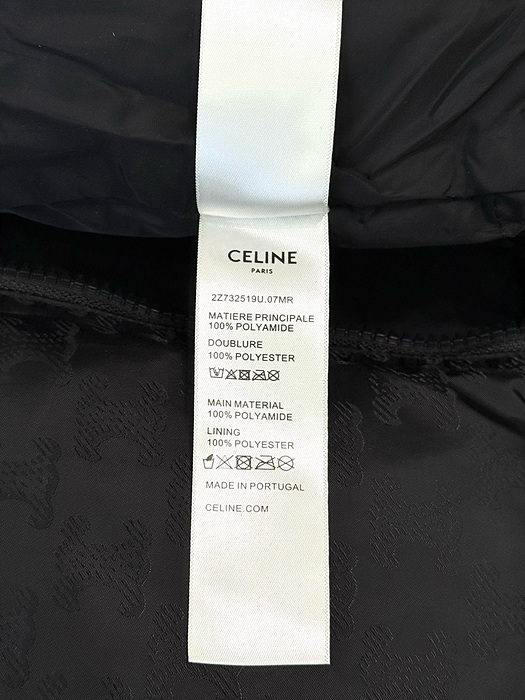 CELINE
PARIS
2Z732519U.07MR
MATIERE PRINCIPALE
100% POLYAMIDE
DOUBLURE
100% POLYESTER
MAIN MATERIAL
100% POLYAMIDE
LINING
100% POLYESTER
MADE IN PORTUGAL
CELINE.COM